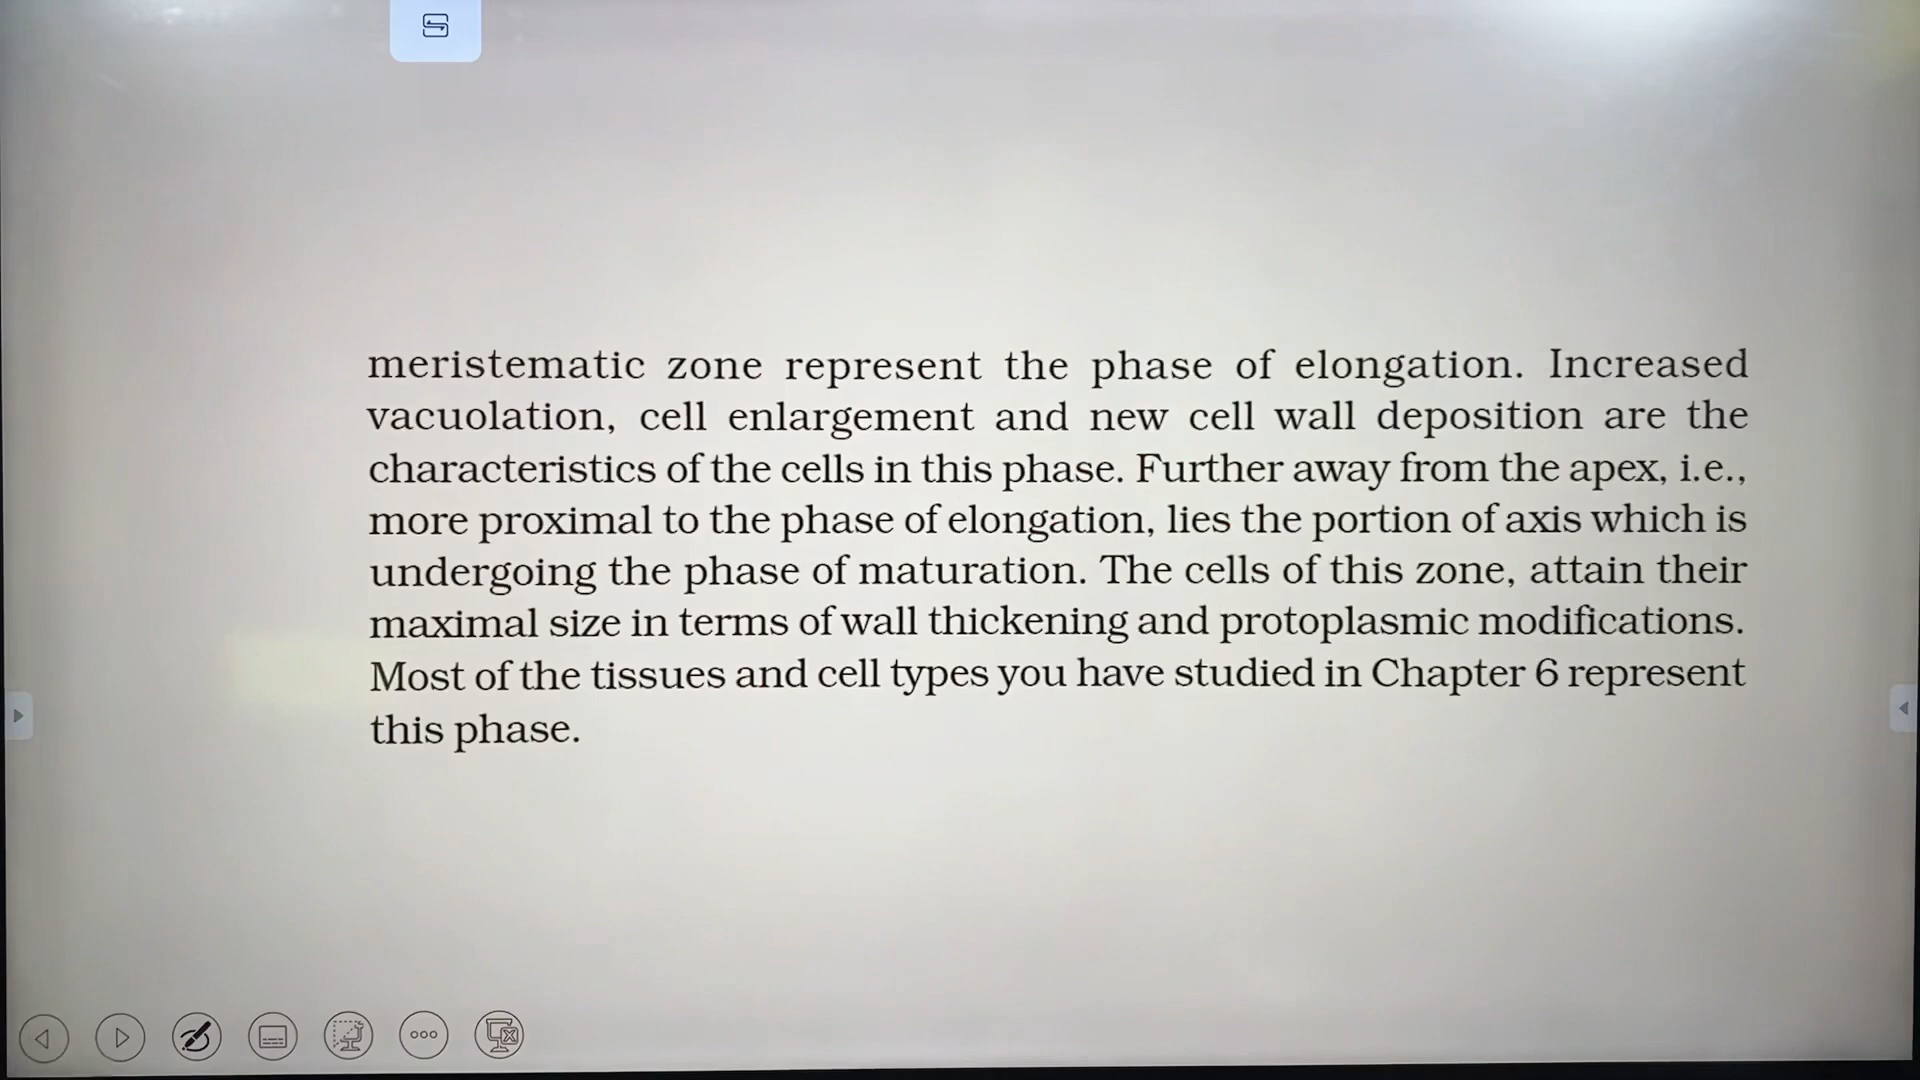 meristematic zone represent the phase of elongation. Increased
vacuolation, cell enlargement and new cell wall deposition are the
characteristics of the cells in this phase. Further away from the apex, i.e.,
more proximal to the phase of elongation, lies the portion of axis which is
undergoing the phase of maturation. The cells of this zone, attain their
maximal size in terms of wall thickening and protoplasmic modifications.
Most of the tissues and cell types you have studied in Chapter 6 represent
this phase.